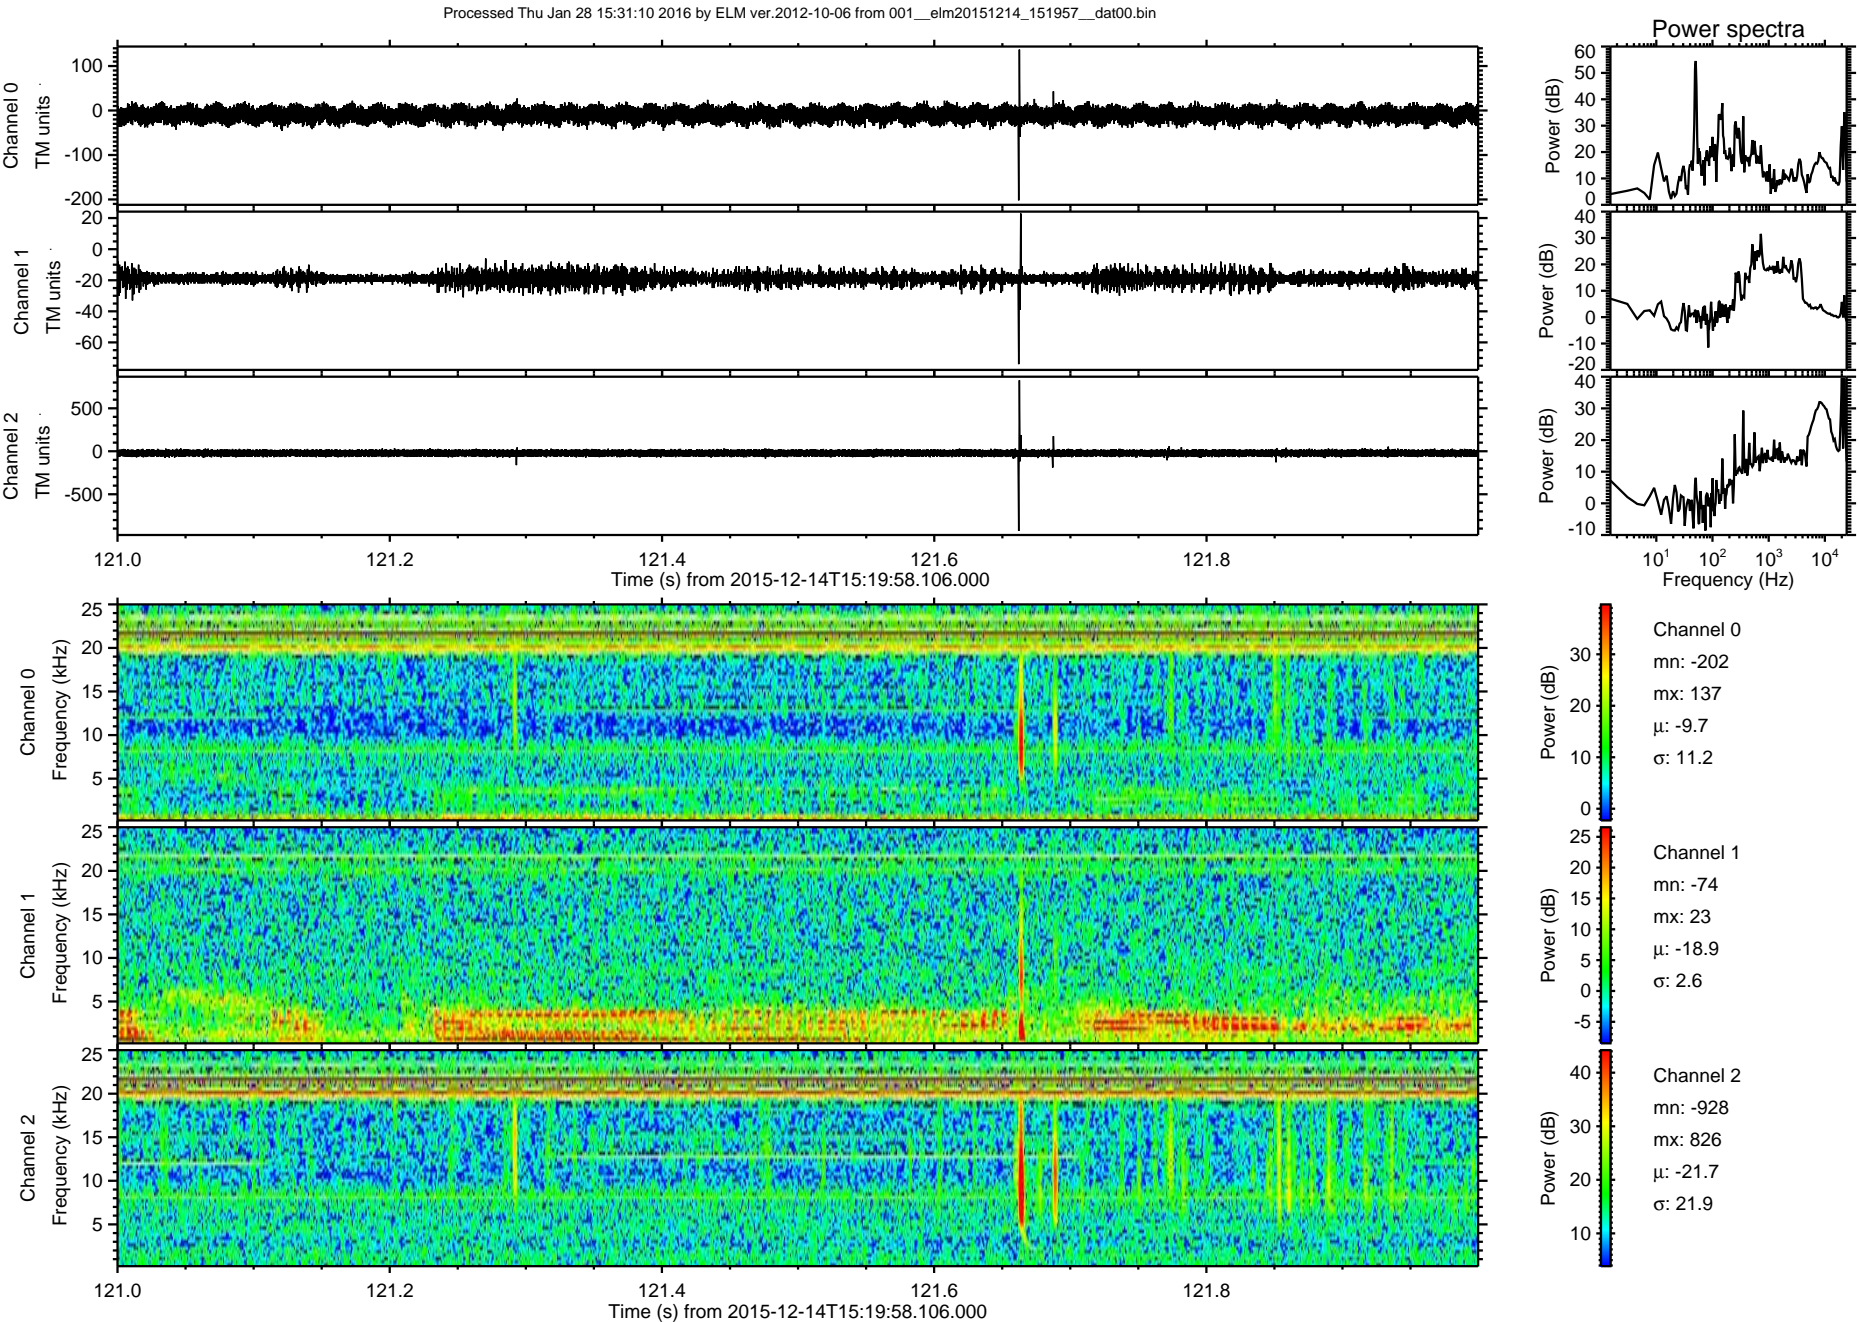 Processed Thu Jan 28 15:31:10 2016 by ELM ver.2012-10-06 from 001__elm20151214_151957__dat00.bin
Power spectra
Channel 0
TM units
100
0
-100
-200
Power (dB)
60
50
40
30
20
10
0
Channel 1
TM units
20
0
-20
-40
-60
Power (dB)
40
30
20
10
0
-10
-20
Channel 2
TM units
500
0
-500
Power (dB)
40
30
20
10
0
-10
121.0 121.2 121.4 121.6 121.8
Time (s) from 2015-12-14T15:19:58.106.000
10¹ 10² 10³ 10⁴
Frequency (Hz)
Channel 0
Frequency (kHz)
25
20
15
10
5
Power (dB)
30
20
10
0
Channel 0
mn: -202
mx: 137
μ: -9.7
σ: 11.2
Channel 1
Frequency (kHz)
25
20
15
10
5
Power (dB)
25
20
15
10
5
0
-5
Channel 1
mn: -74
mx: 23
μ: -18.9
σ: 2.6
Channel 2
Frequency (kHz)
25
20
15
10
5
Power (dB)
40
30
20
10
Channel 2
mn: -928
mx: 826
μ: -21.7
σ: 21.9
121.0 121.2 121.4 121.6 121.8
Time (s) from 2015-12-14T15:19:58.106.000